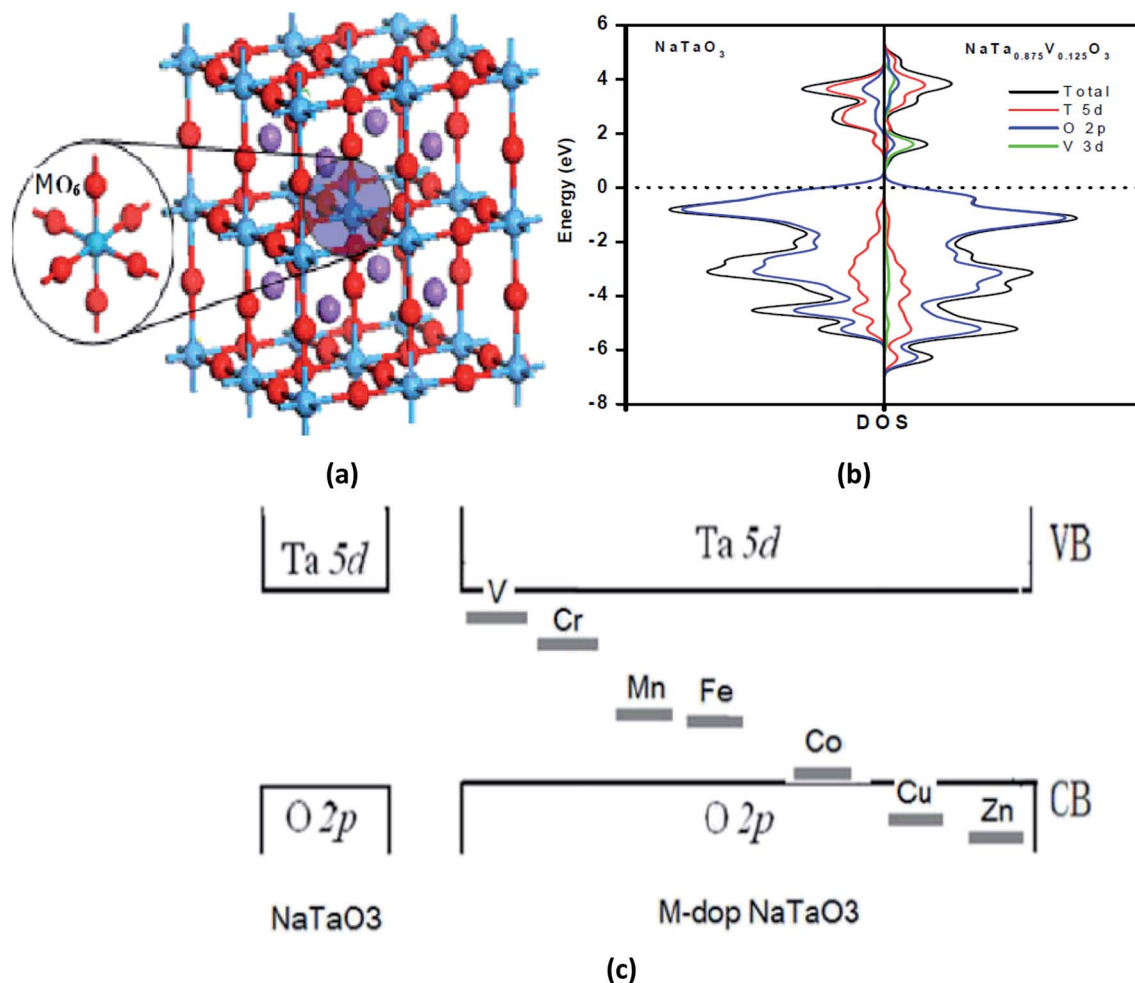 MO₆
(a)
6
4
2
0
-2
-4
-6
-8
Energy (eV)
NaTaO₃
NaTa₀.₈₇₅V₀.₁₂₅O₃
Total
T 5d
O 2p
V 3d
DOS
(b)
Ta 5d
Ta 5d
VB
V
Cr
Mn
Fe
Co
Cu
Zn
O 2p
O 2p
CB
NaTaO3
M-dop NaTaO3
(c)